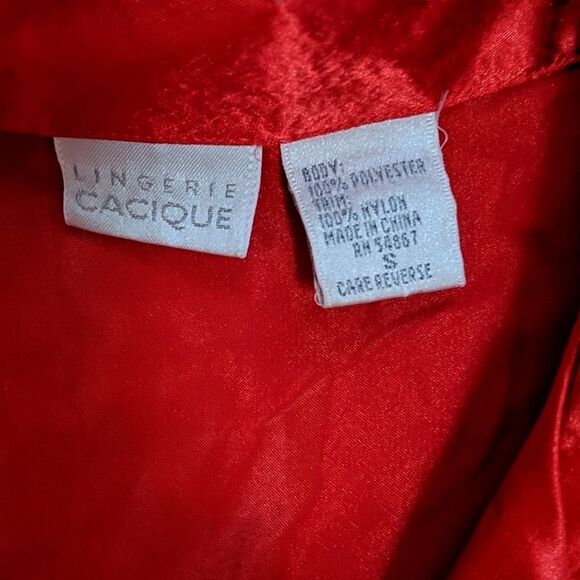 LINGERIE
CACIQUE
BODY:
100% POLYESTER
TRIM:
100% NYLON
MADE IN CHINA
RN 54867
S
CARE REVERSE